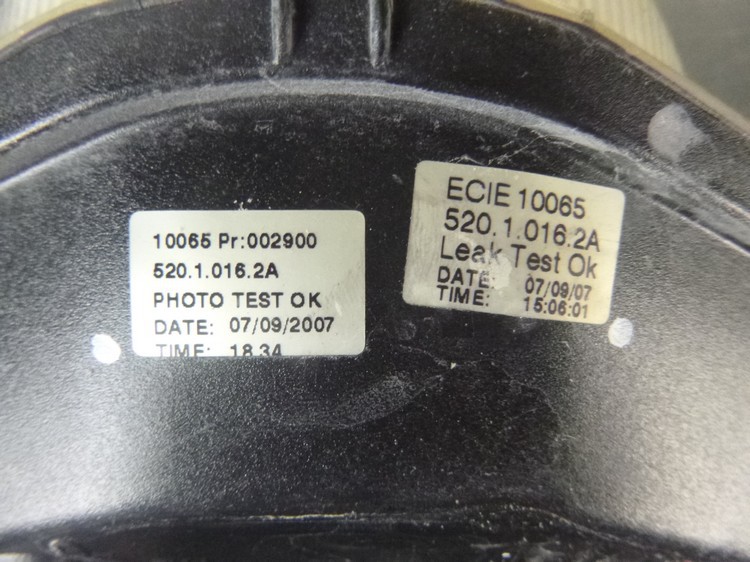 10065 Pr:002900
520.1.016.2A
PHOTO TEST OK
DATE: 07/09/2007
TIME: 18.34
ECIE 10065
520.1.016.2A
Leak Test Ok
DATE: 07/09/07
TIME: 15:06:01